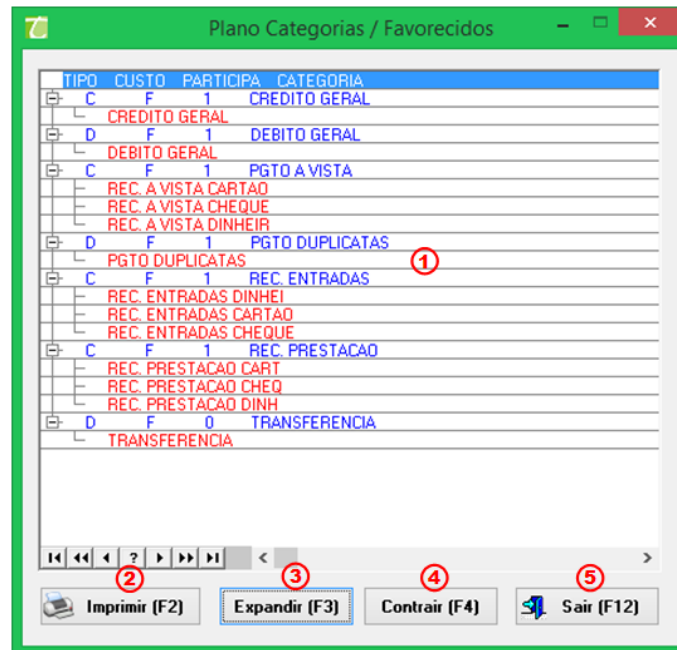 Plano Categorias / Favorecidos
TIPO CUSTO PARTICIPA CATEGORIA
C F 1 CREDITO GERAL
CREDITO GERAL
D F 1 DEBITO GERAL
DEBITO GERAL
C F 1 PGTO A VISTA
REC. A VISTA CARTAO
REC. A VISTA CHEQUE
REC. A VISTA DINHEIR
D F 1 PGTO DUPLICATAS
PGTO DUPLICATAS
1
C F 1 REC. ENTRADAS
REC. ENTRADAS DINHEI
REC. ENTRADAS CARTAO
REC. ENTRADAS CHEQUE
C F 1 REC. PRESTACAO
REC. PRESTACAO CART
REC. PRESTACAO CHEQ
REC. PRESTACAO DINH
D F 0 TRANSFERENCIA
TRANSFERENCIA
?
2 3 4 5
Imprimir (F2) Expandir (F3) Contrair (F4) Sair (F12)